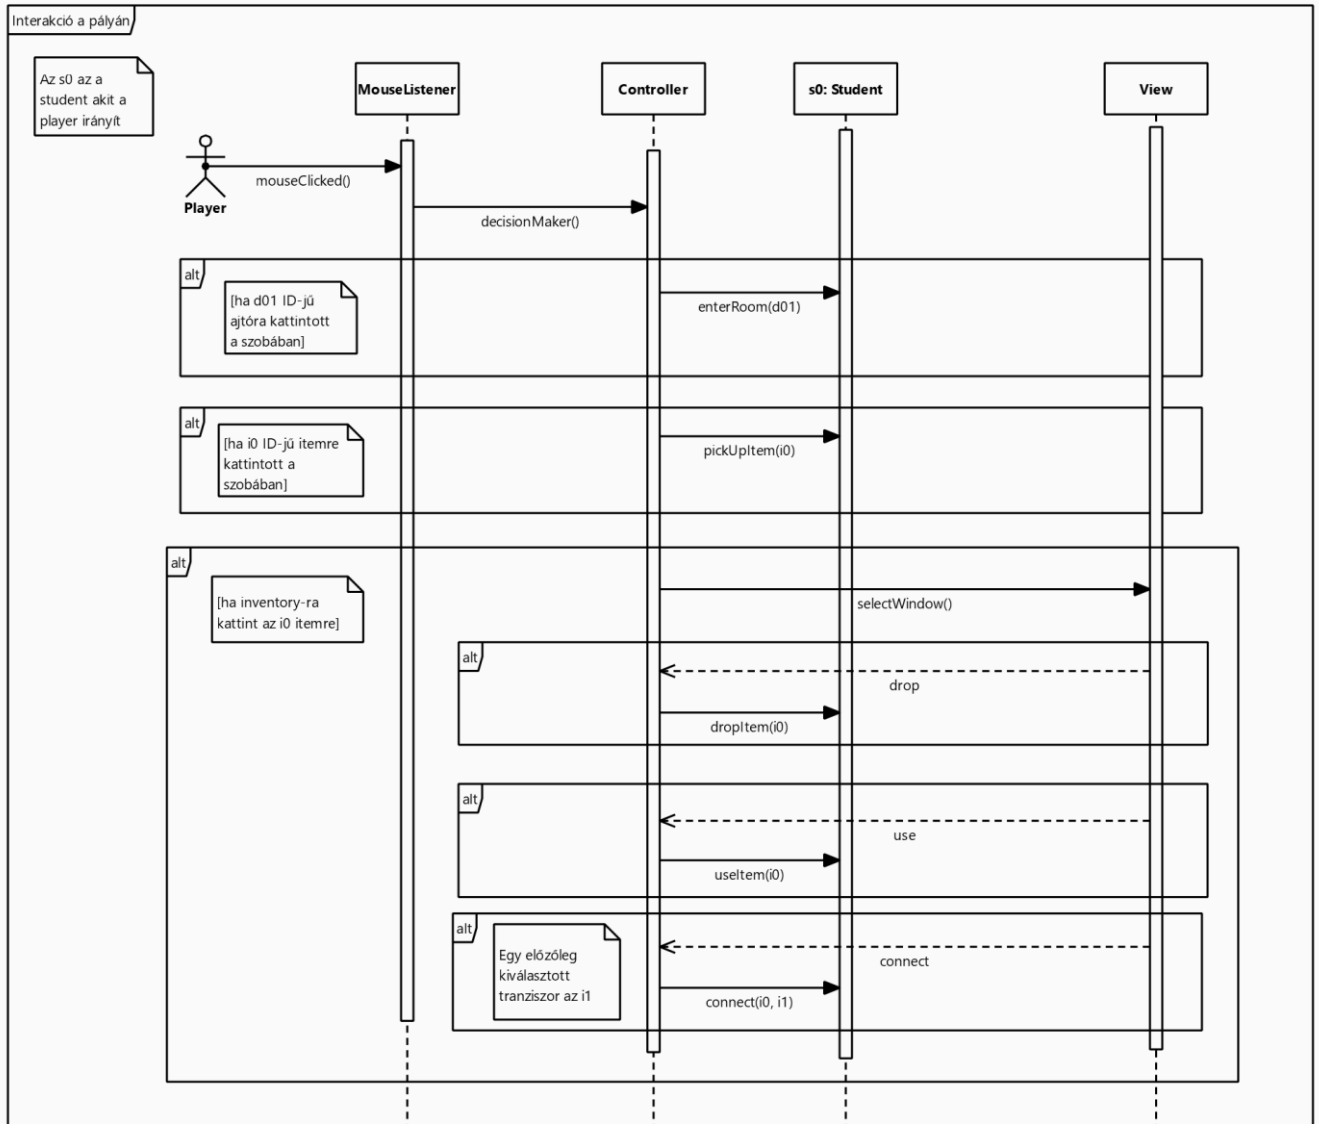 Interakció a pályán
Az s0 az a
student akit a
player irányít
MouseListener
Controller
s0: Student
View
mouseClicked()
Player
decisionMaker()
alt
[ha d01 ID-jű
ajtóra kattintott
a szobában]
enterRoom(d01)
alt
[ha i0 ID-jű itemre
kattintott a
szobában]
pickUpItem(i0)
alt
[ha inventory-ra
kattint az i0 itemre]
selectWindow()
alt
drop
dropItem(i0)
alt
use
useItem(i0)
alt
Egy előzőleg
kiválasztott
tranziszor az i1
connect
connect(i0, i1)